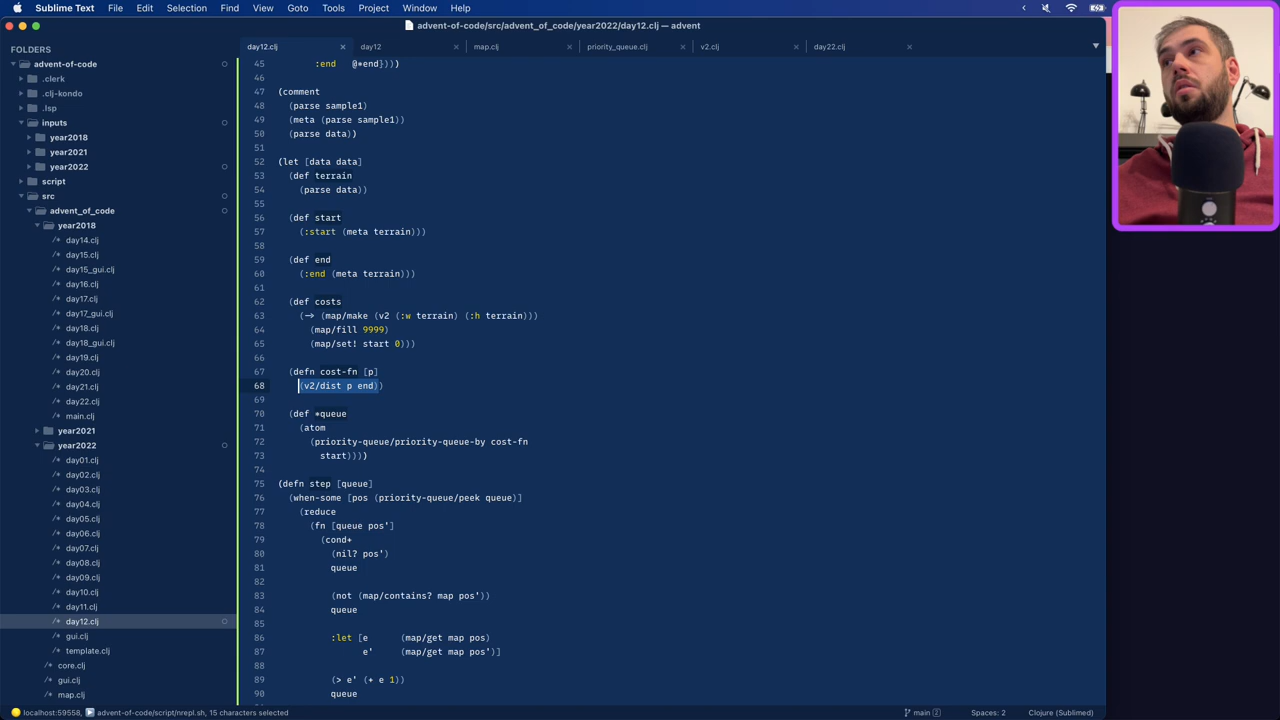 Sublime Text File Edit Selection Find View Goto Tools Project Window Help
advent-of-code/src/advent_of_code/year2022/day12.clj — advent
FOLDERS
advent-of-code
.clerk
.clj-kondo
.lsp
inputs
year2018
year2021
year2022
script
src
advent_of_code
year2018
/* day14.clj
/* day15.clj
/* day15_gui.clj
/* day16.clj
/* day17.clj
/* day17_gui.clj
/* day18.clj
/* day18_gui.clj
/* day19.clj
/* day20.clj
/* day21.clj
/* day22.clj
/* main.clj
year2021
year2022
/* day01.clj
/* day02.clj
/* day03.clj
/* day04.clj
/* day05.clj
/* day06.clj
/* day07.clj
/* day08.clj
/* day09.clj
/* day10.clj
/* day11.clj
/* day12.clj
/* gui.clj
/* template.clj
/* core.clj
/* gui.clj
/* map.clj
day12.clj day12 map.clj priority_queue.clj v2.clj day22.clj
45 :end @*end})))
46
47 (comment
48 (parse sample1)
49 (meta (parse sample1))
50 (parse data))
51
52 (let [data data]
53 (def terrain
54 (parse data))
55
56 (def start
57 (:start (meta terrain)))
58
59 (def end
60 (:end (meta terrain)))
61
62 (def costs
63 (-> (map/make (v2 (:w terrain) (:h terrain)))
64 (map/fill 9999)
65 (map/set! start 0)))
66
67 (defn cost-fn [p]
68 (v2/dist p end))
69
70 (def *queue
71 (atom
72 (priority-queue/priority-queue-by cost-fn
73 start))))
74
75 (defn step [queue]
76 (when-some [pos (priority-queue/peek queue)]
77 (reduce
78 (fn [queue pos']
79 (cond+
80 (nil? pos')
81 queue
82
83 (not (map/contains? map pos'))
84 queue
85
86 :let [e (map/get map pos)
87 e' (map/get map pos')]
88
89 (> e' (+ e 1))
90 queue
localhost:59558, advent-of-code/script/nrepl.sh, 15 characters selected
main 2 Spaces: 2 Clojure (Sublimed)